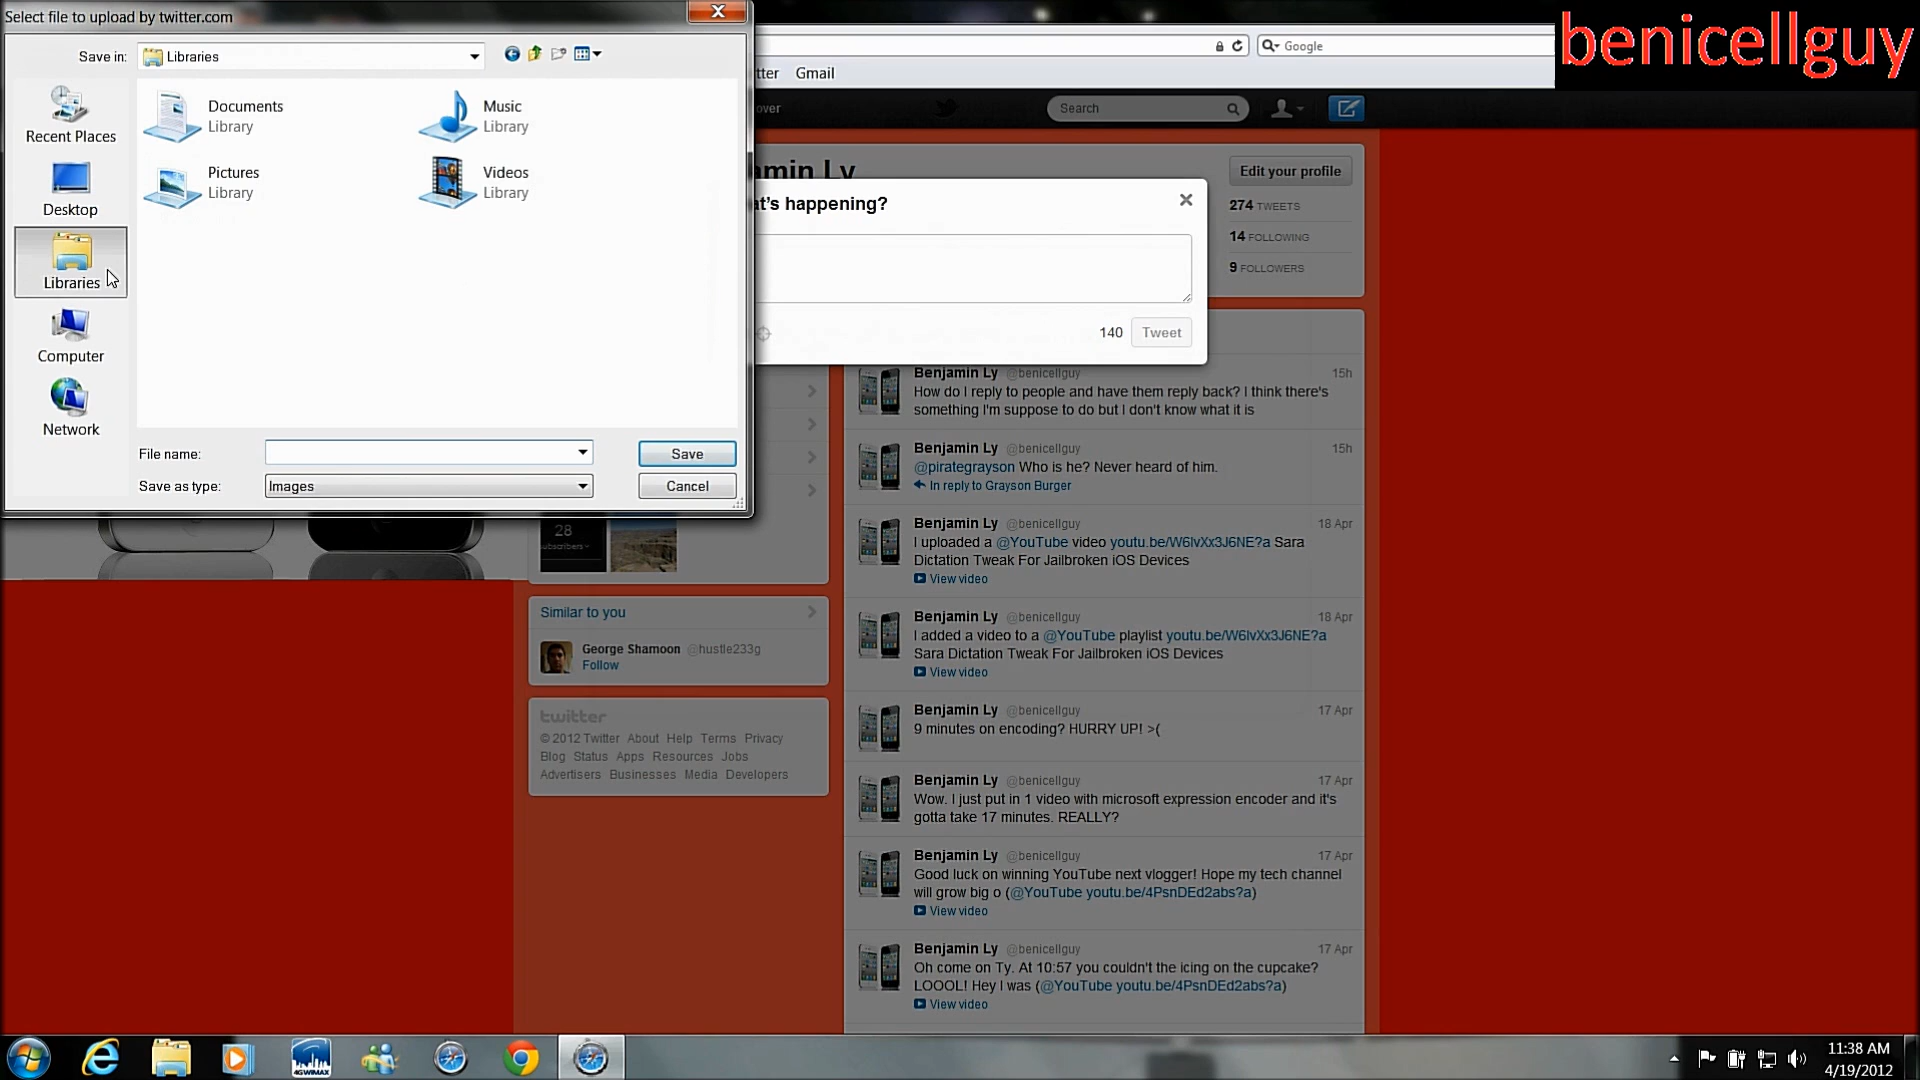 Select file to upload by twitter.com
Save in:
Libraries
Recent Places
Desktop
Libraries
Computer
Network
Documents
Library
Music
Library
Pictures
Library
Videos
Library
File name:
Save
Save as type:
Images
Cancel
Google
benicellguy
tter
Gmail
over
Search
amin Ly
Edit your profile
274 TWEETS
14 FOLLOWING
9 FOLLOWERS
at's happening?
140
Tweet
Benjamin Ly @benicellguy 15h
How do I reply to people and have them reply back? I think there's
something I'm suppose to do but I don't know what it is
Benjamin Ly @benicellguy 15h
@pirategrayson Who is he? Never heard of him.
In reply to Grayson Burger
Benjamin Ly @benicellguy 18 Apr
I uploaded a @YouTube video youtu.be/W6lvXx3J6NE?a Sara
Dictation Tweak For Jailbroken iOS Devices
View video
Benjamin Ly @benicellguy 18 Apr
I added a video to a @YouTube playlist youtu.be/W6lvXx3J6NE?a
Sara Dictation Tweak For Jailbroken iOS Devices
View video
Benjamin Ly @benicellguy 17 Apr
9 minutes on encoding? HURRY UP! >:(
Benjamin Ly @benicellguy 17 Apr
Wow. I just put in 1 video with microsoft expression encoder and it's
gotta take 17 minutes. REALLY?
Benjamin Ly @benicellguy 17 Apr
Good luck on winning YouTube next vlogger! Hope my tech channel
will grow big o (@YouTube youtu.be/4PsnDEd2abs?a)
View video
Benjamin Ly @benicellguy 17 Apr
Oh come on Ty. At 10:57 you couldn't the icing on the cupcake?
LOOOL! Hey I was (@YouTube youtu.be/4PsnDEd2abs?a)
View video
28
subscribers
Similar to you
George Shamoon @hustle233g
Follow
twitter
© 2012 Twitter About Help Terms Privacy
Blog Status Apps Resources Jobs
Advertisers Businesses Media Developers
4GWIMAX
11:38 AM
4/19/2012